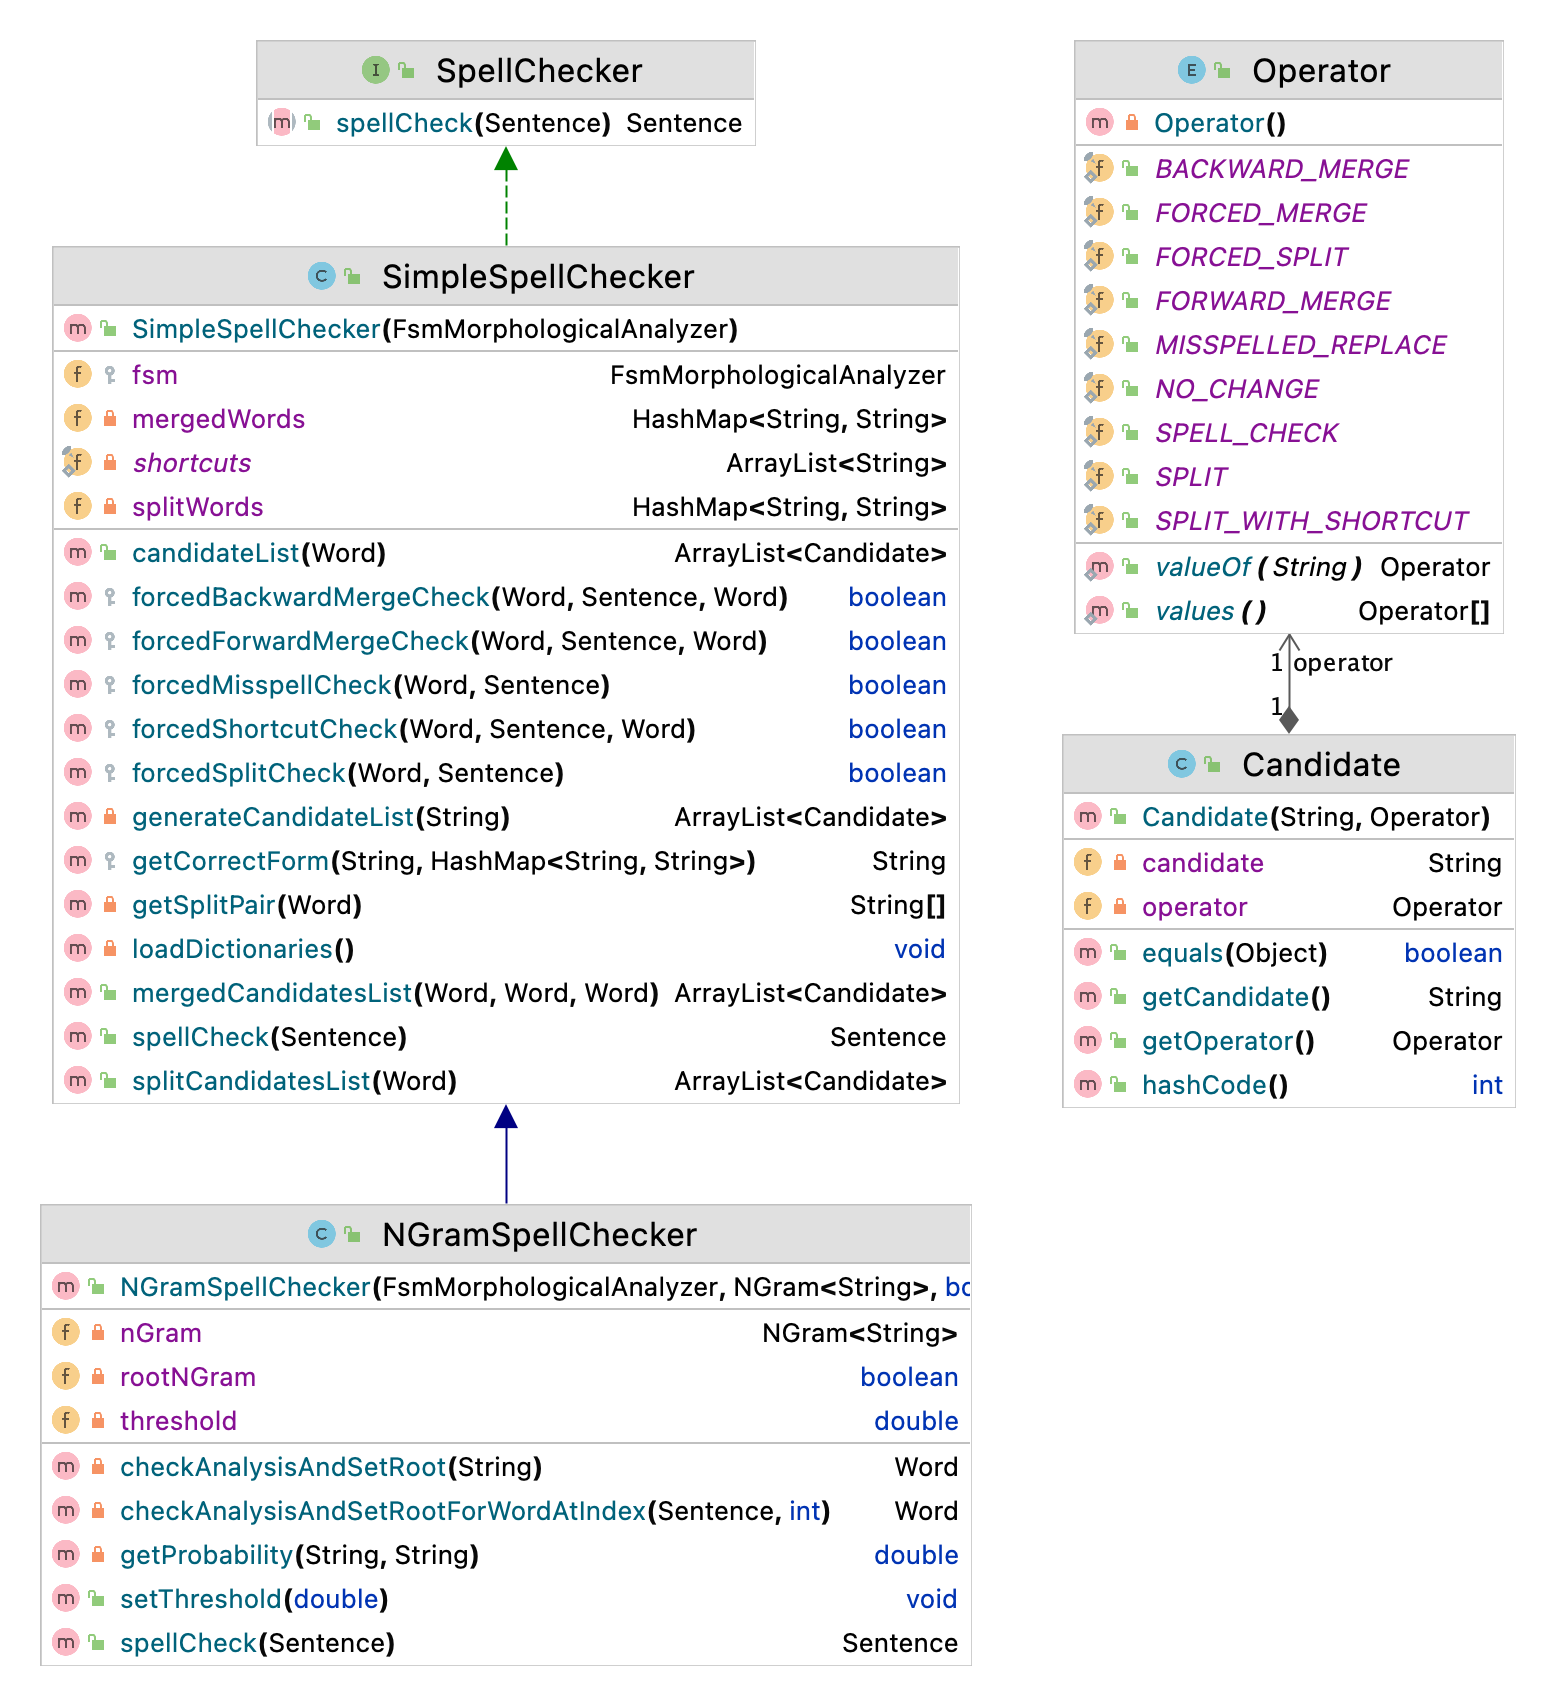 SpellChecker
spellCheck(Sentence) Sentence
SimpleSpellChecker
SimpleSpellChecker(FsmMorphologicalAnalyzer)
fsm FsmMorphologicalAnalyzer
mergedWords HashMap<String, String>
shortcuts ArrayList<String>
splitWords HashMap<String, String>
candidateList(Word) ArrayList<Candidate>
forcedBackwardMergeCheck(Word, Sentence, Word) boolean
forcedForwardMergeCheck(Word, Sentence, Word) boolean
forcedMisspellCheck(Word, Sentence) boolean
forcedShortcutCheck(Word, Sentence, Word) boolean
forcedSplitCheck(Word, Sentence) boolean
generateCandidateList(String) ArrayList<Candidate>
getCorrectForm(String, HashMap<String, String>) String
getSplitPair(Word) String[]
loadDictionaries() void
mergedCandidatesList(Word, Word, Word) ArrayList<Candidate>
spellCheck(Sentence) Sentence
splitCandidatesList(Word) ArrayList<Candidate>
NGramSpellChecker
NGramSpellChecker(FsmMorphologicalAnalyzer, NGram<String>, bo
nGram NGram<String>
rootNGram boolean
threshold double
checkAnalysisAndSetRoot(String) Word
checkAnalysisAndSetRootForWordAtIndex(Sentence, int) Word
getProbability(String, String) double
setThreshold(double) void
spellCheck(Sentence) Sentence
Operator
Operator()
BACKWARD_MERGE
FORCED_MERGE
FORCED_SPLIT
FORWARD_MERGE
MISSPELLED_REPLACE
NO_CHANGE
SPELL_CHECK
SPLIT
SPLIT_WITH_SHORTCUT
valueOf(String) Operator
values() Operator[]
1 operator
1
Candidate
Candidate(String, Operator)
candidate String
operator Operator
equals(Object) boolean
getCandidate() String
getOperator() Operator
hashCode() int